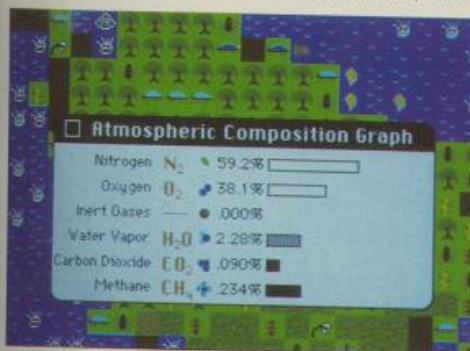 Atmospheric Composition Graph
Nitrogen N₂ 59.2%
Oxygen O₂ 38.1%
Inert Gases — .000%
Water Vapor H₂O 2.28%
Carbon Dioxide CO₂ .090%
Methane CH₄ .234%